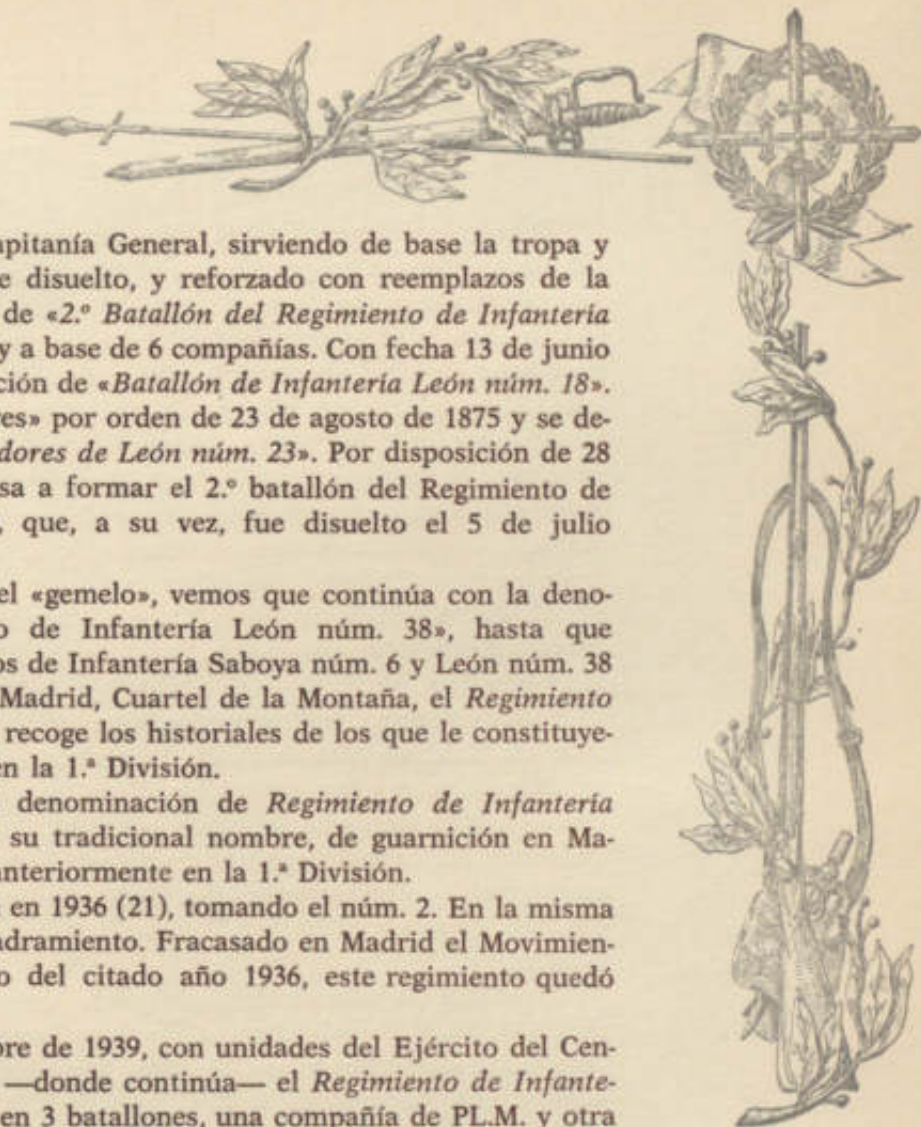 apitanía General, sirviendo de base la tropa y
e disuelto, y reforzado con reemplazos de la
de «2.º Batallón del Regimiento de Infantería
y a base de 6 compañías. Con fecha 13 de junio
ción de «Batallón de Infantería León núm. 18».
res» por orden de 23 de agosto de 1875 y se de-
dores de León núm. 23». Por disposición de 28
sa a formar el 2.º batallón del Regimiento de
, que, a su vez, fue disuelto el 5 de julio
el «gemelo», vemos que continúa con la deno-
o de Infantería León núm. 38», hasta que
os de Infantería Saboya núm. 6 y León núm. 38
Madrid, Cuartel de la Montaña, el Regimiento
recoge los historiales de los que le constituye-
en la 1.ª División.
denominación de Regimiento de Infantería
su tradicional nombre, de guarnición en Ma-
anteriormente en la 1.ª División.
en 1936 (21), tomando el núm. 2. En la misma
adramiento. Fracasado en Madrid el Movimien-
o del citado año 1936, este regimiento quedó
bre de 1939, con unidades del Ejército del Cen-
—donde continúa— el Regimiento de Infante-
en 3 batallones, una compañía de PL.M. y otra